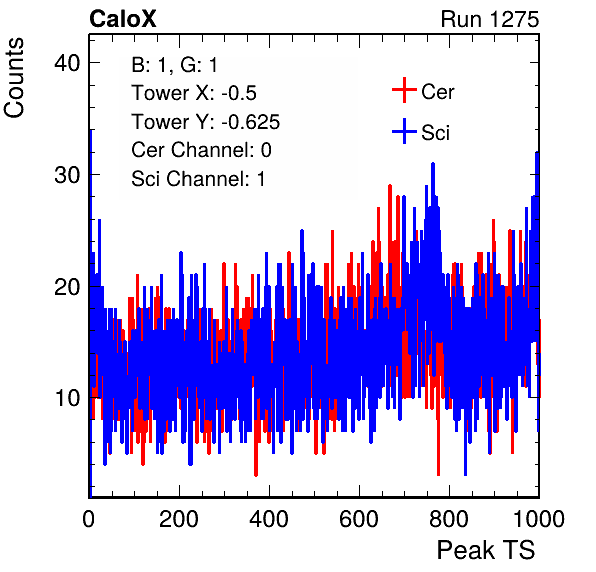 CaloX Run 1275
Counts
40
30
20
10
B: 1, G: 1
Tower X: -0.5
Tower Y: -0.625
Cer Channel: 0
Sci Channel: 1
Cer
Sci
0 200 400 600 800 1000
Peak TS